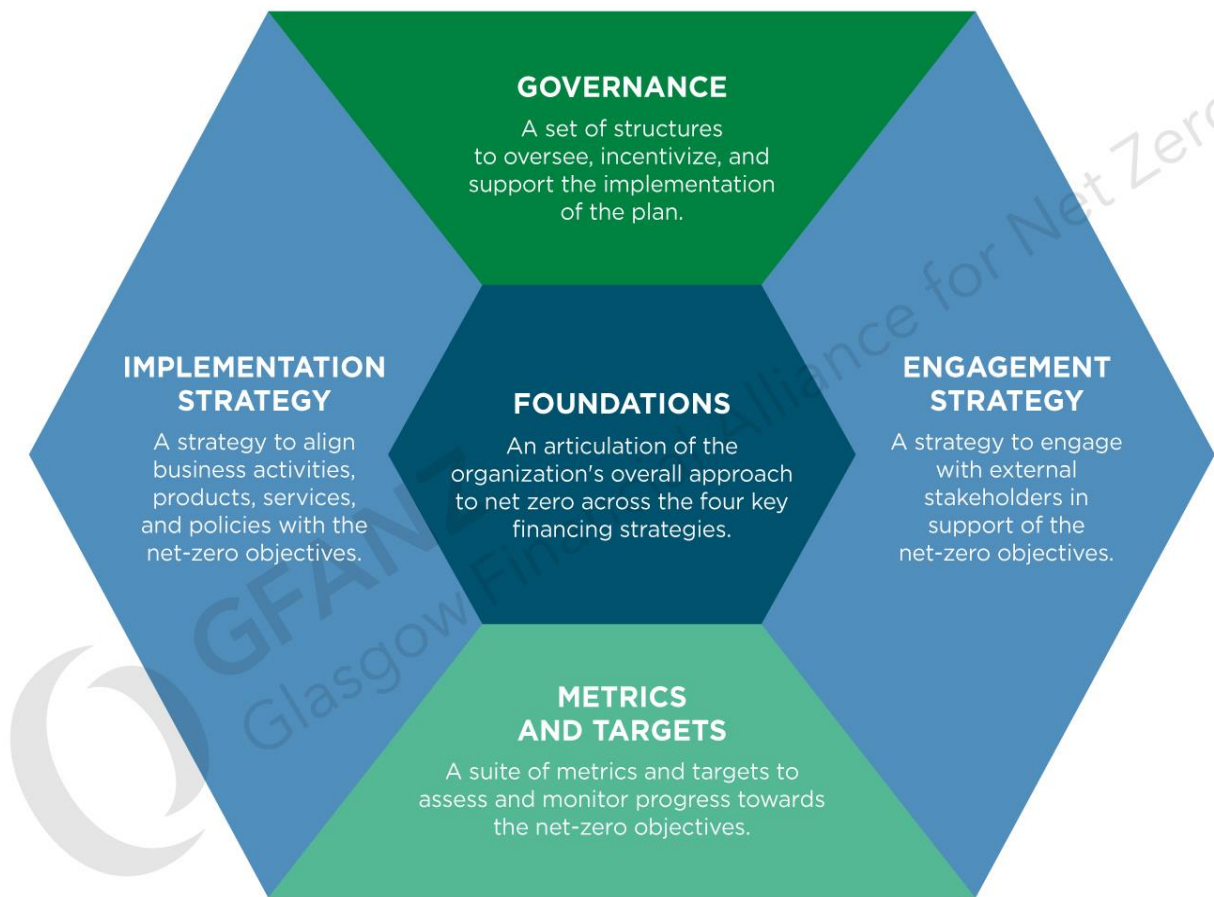 GOVERNANCE
A set of structures
to oversee, incentivize, and
support the implementation
of the plan.
IMPLEMENTATION
STRATEGY
A strategy to align
business activities,
products, services,
and policies with the
net-zero objectives.
FOUNDATIONS
An articulation of the
organization's overall approach
to net zero across the four key
financing strategies.
ENGAGEMENT
STRATEGY
A strategy to engage
with external
stakeholders in
support of the
net-zero objectives.
METRICS
AND TARGETS
A suite of metrics and targets to
assess and monitor progress towards
the net-zero objectives.
GFANZ
Glasgow Financial Alliance for Net Zero